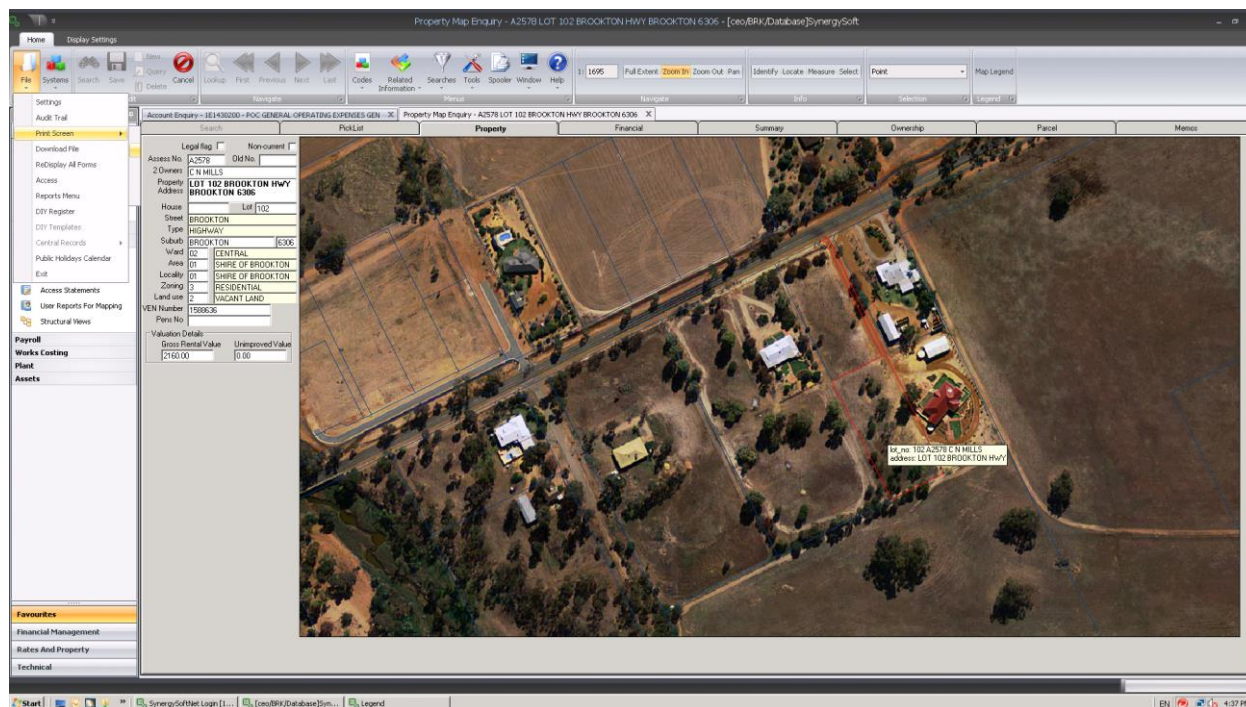 Property Map Enquiry - A2578 LOT 102 BROOKTON HWY BROOKTON 6306 - [ceo/BRK/Database]SynergySoft
Home Display Settings
File Systems Search Save New Query Delete Cancel Lookup First Previous Next Last Codes Related Information Searches Tools Spooler Window Help 1: 1695 Full Extent Zoom In Zoom Out Pan Identify Locate Measure Select Point Map Legend
Navigate Menus Navigate Info Selection Legend
Account Enquiry - 1E1430200 - POC GENERAL OPERATING EXPENSES GEN X Property Map Enquiry - A2578 LOT 102 BROOKTON HWY BROOKTON 6306 X
Search PickList Property Financial Summary Ownership Parcel Memos
Settings
Audit Trail
Print Screen
Download File
ReDisplay All Forms
Access
Reports Menu
DIY Register
DIY Templates
Central Records
Public Holidays Calendar
Exit
Access Statements
User Reports For Mapping
Structural Views
Payroll
Works Costing
Plant
Assets
Favourites
Financial Management
Rates And Property
Technical
Legal flag Non-current
Assess No. A2578 Old No.
2 Owners C N MILLS
Property Address LOT 102 BROOKTON HWY
BROOKTON 6306
House Lot 102
Street BROOKTON
Type HIGHWAY
Suburb BROOKTON 6306
Ward 02 CENTRAL
Area 01 SHIRE OF BROOKTON
Locality 01 SHIRE OF BROOKTON
Zoning 3 RESIDENTIAL
Land use 2 VACANT LAND
VEN Number 1588636
Pens No
Valuation Details
Gross Rental Value Unimproved Value
2160.00 0.00
lot_no: 102 A2578 C N MILLS
address: LOT 102 BROOKTON HWY
Start SynergySoftNet Login [1... [ceo/BRK/Database]Syn... Legend EN 4:37 PM